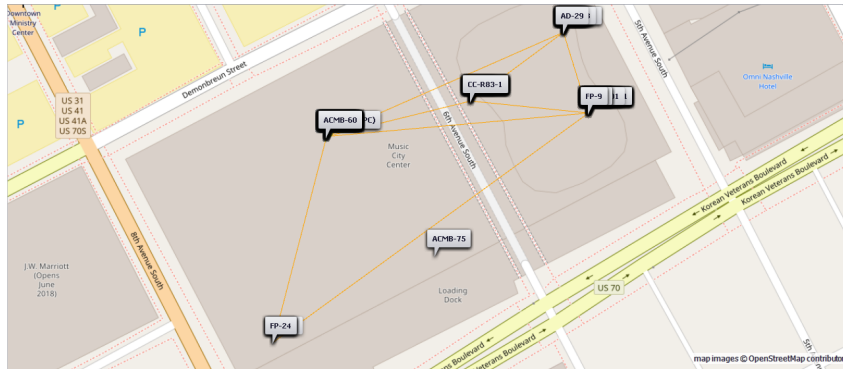 Downtown
Ministry
Center
P
P
P
US 31
US 41
US 41A
US 70S
Demonbreun Street
AD-29
5th Avenue South
Omni Nashville
Hotel
CC-R83-1
FP-9
ACMB-60
PC)
6th Avenue South
Music
City
Center
Korean Veterans Boulevard
Korean Veterans Boulevard
8th Avenue South
ACMB-75
J.W. Marriott
(Opens
June
2018)
Loading
Dock
US 70
FP-24
Boulevard
Veterans Boulevard
5th
map images © OpenStreetMap contributor